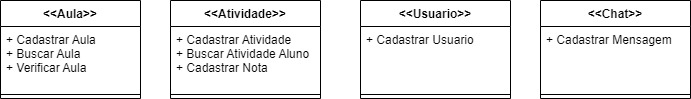 <<Aula>>
+ Cadastrar Aula
+ Buscar Aula
+ Verificar Aula
<<Atividade>>
+ Cadastrar Atividade
+ Buscar Atividade Aluno
+ Cadastrar Nota
<<Usuario>>
+ Cadastrar Usuario
<<Chat>>
+ Cadastrar Mensagem